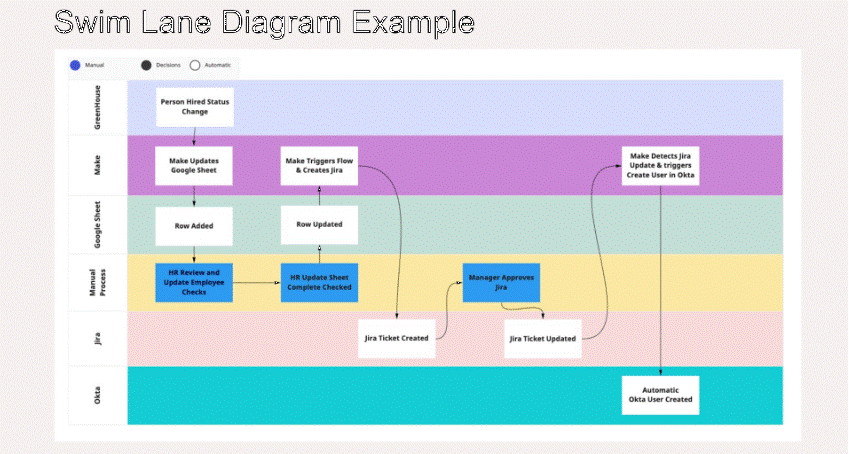 Swim Lane Diagram Example
Manual
Decisions
Automatic
GreenHouse
Person Hired Status
Change
Make
Make Updates
Google Sheet
Make Triggers Flow
& Creates Jira
Make Detects Jira
Update & triggers
Create User in Okta
Google Sheet
Row Added
Row Updated
Manual
Process
HR Review and
Update Employee
Checks
HR Update Sheet
Complete Checked
Manager Approves
Jira
Jira
Jira Ticket Created
Jira Ticket Updated
Okta
Automatic
Okta User Created